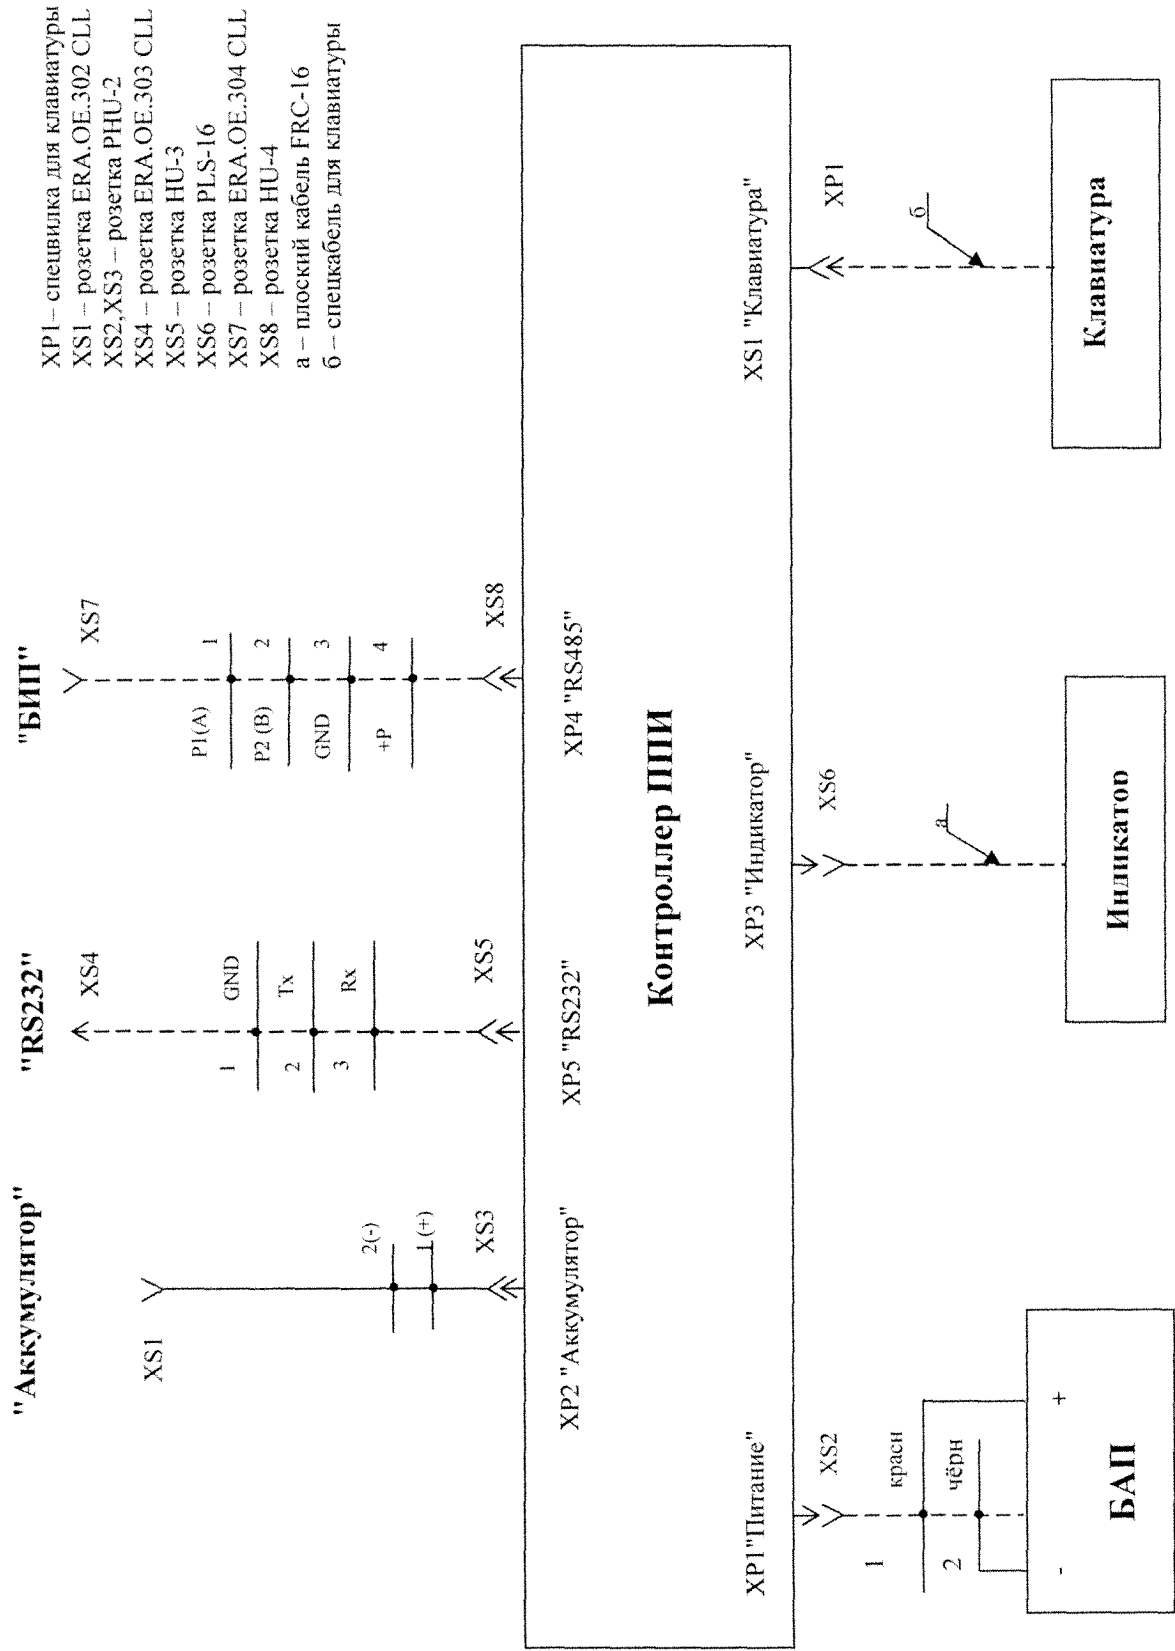 "Аккумулятор"
"RS232"
"БИП"
XP1– спецвилка для клавиатуры
XS1 – розетка ERA.OE.302 CLL
XS2,XS3 – розетка PHU-2
XS4 – розетка ERA.OE.303 CLL
XS5 – розетка HU-3
XS6 – розетка PLS-16
XS7 – розетка ERA.OE.304 CLL
XS8 – розетка HU-4
а – плоский кабель FRC-16
б – спецкабель для клавиатуры
XS1
XS4
XS7
2(-)
1 (+)
XS3
1
GND
2
Tx
3
Rx
XS5
P1(A)
1
P2 (B)
2
GND
3
+P
4
XS8
XP2 "Аккумулятор"
XP5 "RS232"
XP4 "RS485"
Контроллер ППИ
XP1"Питание"
XP3 "Индикатор"
XS1 "Клавиатура"
XS2
XS6
XP1
1
красн
2
чёрн
а
б
-
+
БАП
Индикатор
Клавиатура